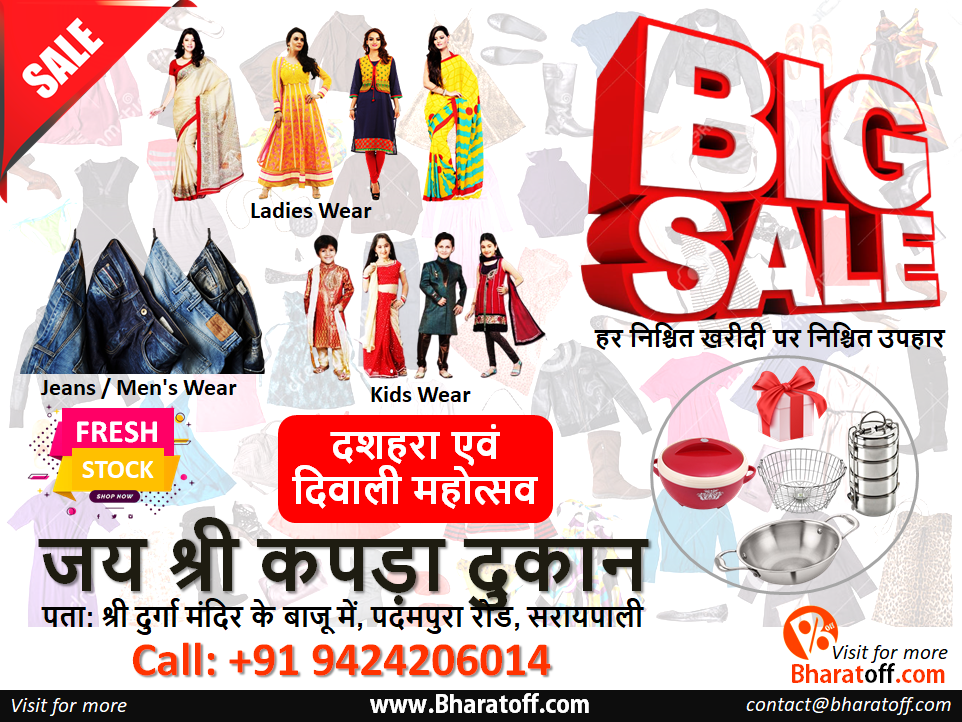 SALE
BIG
SALE
Ladies Wear
हर निश्चित खरीदी पर निश्चित उपहार
Jeans / Men's Wear
Kids Wear
FRESH
STOCK
SHOP NOW
दशहरा एवं
दिवाली महोत्सव
जय श्री कपड़ा दुकान
पता: श्री दुर्गा मंदिर के बाजू में, पदमपुरा रोड, सरायपाली
Call: +91 9424206014
% Off
Visit for more
Bharatoff.com
Visit for more
www.Bharatoff.com
contact@bharatoff.com